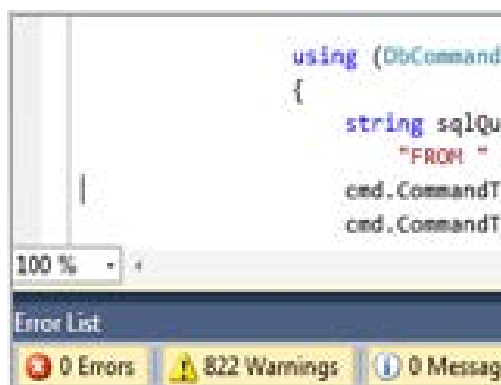 using (DbCommand
{
string sqlQu
"FROM "
cmd.CommandT
cmd.CommandT
100 %
Error List
0 Errors 822 Warnings 0 Messag